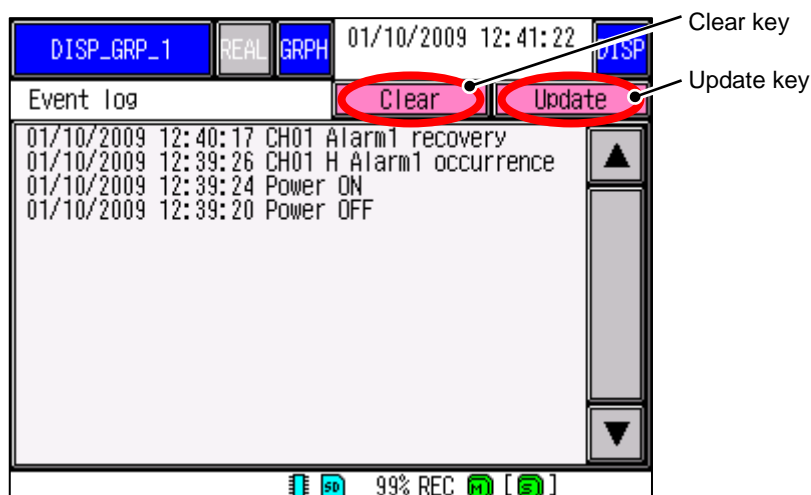 Clear key
DISP_GRP_1 REAL GRPH 01/10/2009 12:41:22 DISP
Update key
Event log Clear Update
01/10/2009 12:40:17 CH01 Alarm1 recovery
01/10/2009 12:39:26 CH01 H Alarm1 occurrence
01/10/2009 12:39:24 Power ON
01/10/2009 12:39:20 Power OFF
SD 99% REC M [S]